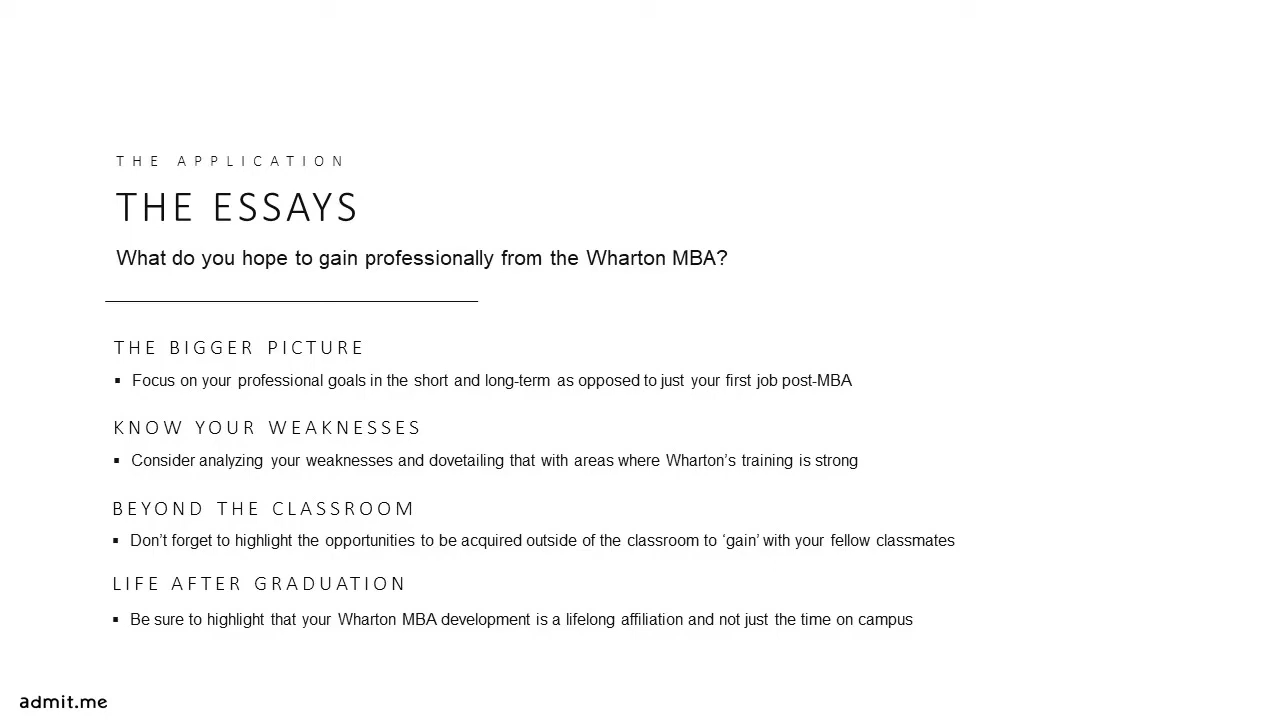 THE APPLICATION
THE ESSAYS
What do you hope to gain professionally from the Wharton MBA?
THE BIGGER PICTURE
▪ Focus on your professional goals in the short and long-term as opposed to just your first job post-MBA
KNOW YOUR WEAKNESSES
▪ Consider analyzing your weaknesses and dovetailing that with areas where Wharton’s training is strong
BEYOND THE CLASSROOM
▪ Don’t forget to highlight the opportunities to be acquired outside of the classroom to ‘gain’ with your fellow classmates
LIFE AFTER GRADUATION
▪ Be sure to highlight that your Wharton MBA development is a lifelong affiliation and not just the time on campus
admit.me